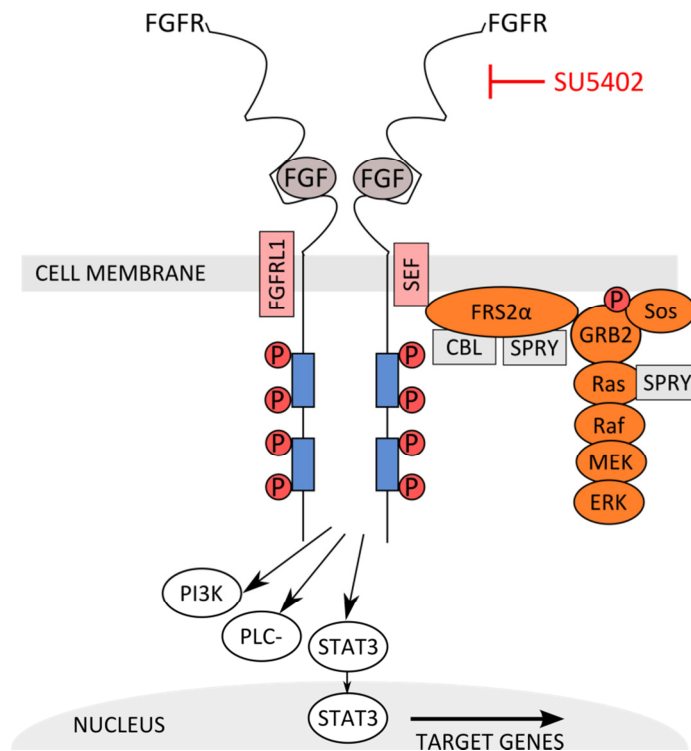 FGFR
FGFR
SU5402
FGF
FGF
CELL MEMBRANE
FGFRL1
SEF
FRS2α
P
Sos
GRB2
CBL
SPRY
P
P
Ras
SPRY
P
P
Raf
P
P
MEK
P
P
ERK
PI3K
PLC-
STAT3
STAT3
NUCLEUS
TARGET GENES